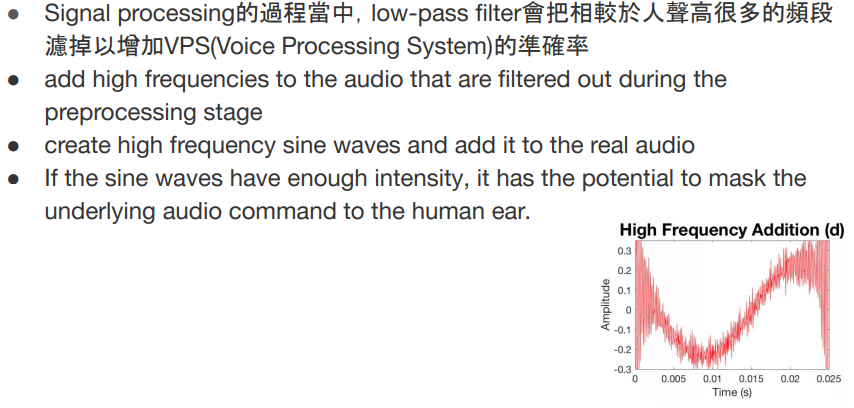 ● Signal processing的過程當中, low-pass filter會把相較於人聲高很多的頻段
濾掉以增加VPS(Voice Processing System)的準確率
● add high frequencies to the audio that are filtered out during the
preprocessing stage
● create high frequency sine waves and add it to the real audio
● If the sine waves have enough intensity, it has the potential to mask the
underlying audio command to the human ear.
High Frequency Addition (d)
Amplitude
0.3
0.2
0.1
0
-0.1
-0.2
-0.3
0 0.005 0.01 0.015 0.02 0.025
Time (s)